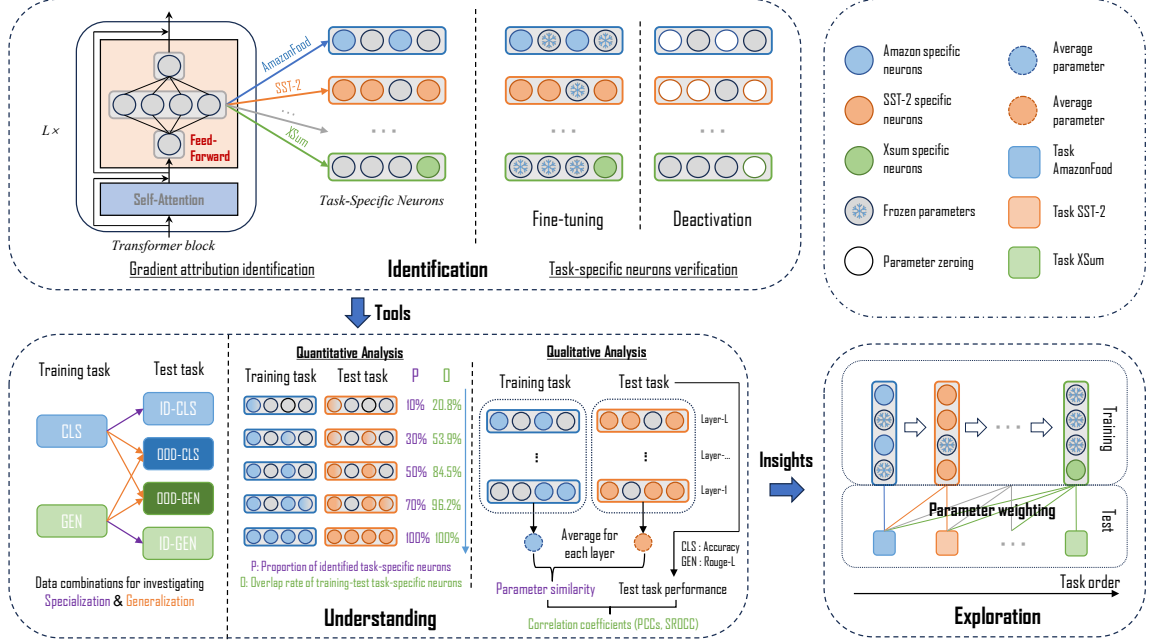 AmazonFood
SST-2
...
XSum
L×
Feed-
Forward
Self-Attention
Transformer block
Task-Specific Neurons
Fine-tuning
Deactivation
Gradient attribution identification
Identification
Task-specific neurons verification
Amazon specific
neurons
Average
parameter
SST-2 specific
neurons
Average
parameter
Xsum specific
neurons
Task
AmazonFood
Frozen parameters
Task SST-2
Parameter zeroing
Task XSum
Tools
Training task
Test task
CLS
GEN
ID-CLS
OOD-CLS
OOD-GEN
ID-GEN
Data combinations for investigating
Specialization & Generalization
Quantitative Analysis
Training task Test task P O
10% 20.8%
30% 53.9%
50% 84.5%
70% 96.2%
100% 100%
P: Proportion of identified task-specific neurons
O: Overlap rate of training-test task-specific neurons
Understanding
Qualitative Analysis
Training task
Test task
Layer-L
Layer-...
Layer-1
Average for
each layer
CLS : Accuracy
GEN : Rouge-L
Parameter similarity
Test task performance
Correlation coefficients (PCCs, SROCC)
Insights
Training
Parameter weighting
Test
Task order
Exploration